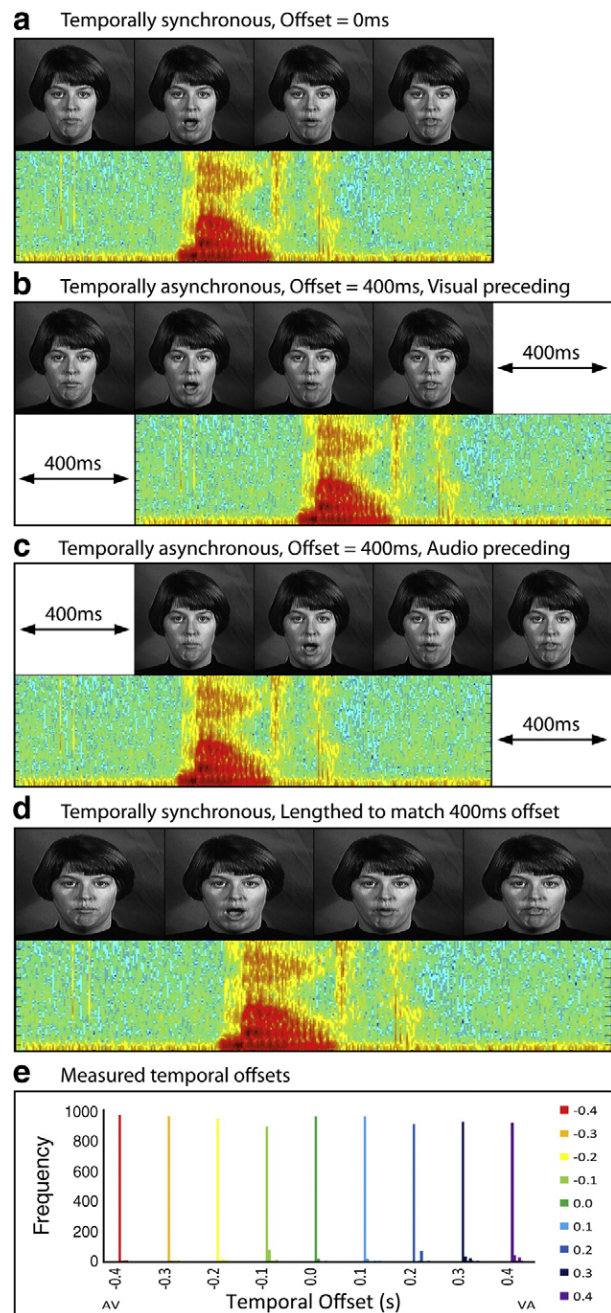 a Temporally synchronous, Offset = 0ms
b Temporally asynchronous, Offset = 400ms, Visual preceding
400ms
400ms
c Temporally asynchronous, Offset = 400ms, Audio preceding
400ms
400ms
d Temporally synchronous, Lengthed to match 400ms offset
e Measured temporal offsets
Frequency
1000
800
600
400
200
0
-0.4 -0.3 -0.2 -0.1 0.0 0.1 0.2 0.3 0.4
AV Temporal Offset (s) VA
-0.4
-0.3
-0.2
-0.1
0.0
0.1
0.2
0.3
0.4